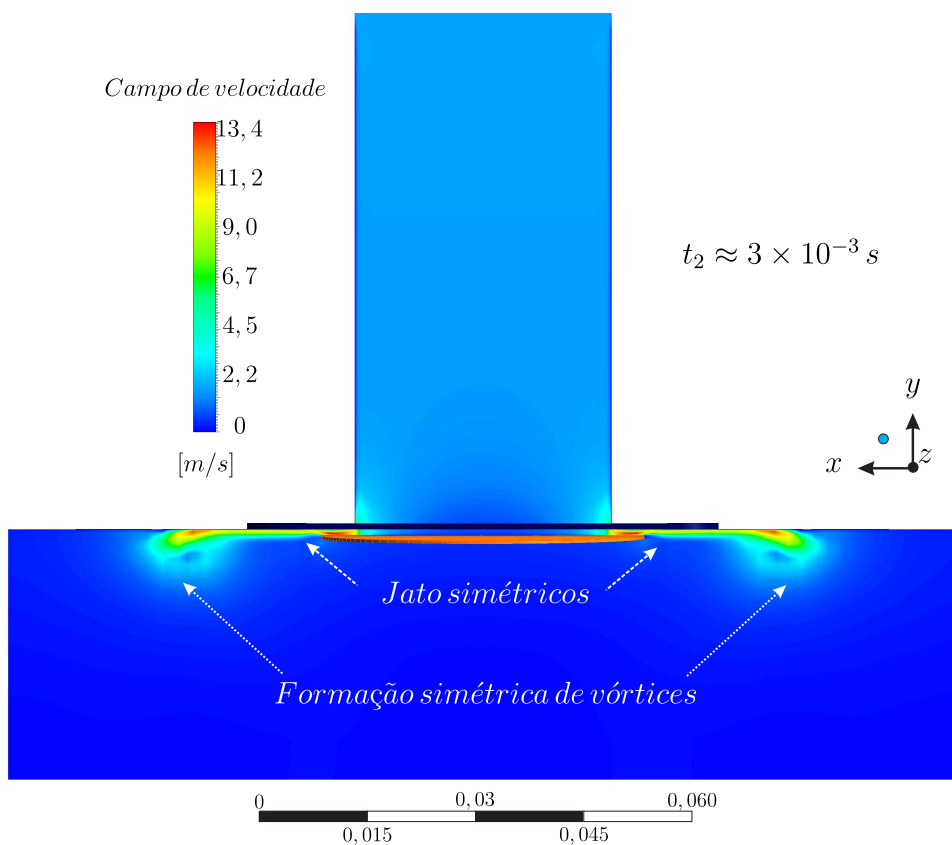 Campo de velocidade
13,4
11,2
9,0
6,7
4,5
2,2
0
[m/s]
t₂ ≈ 3 × 10⁻³ s
y
x
z
Jato simétricos
Formação simétrica de vórtices
0
0,03
0,060
0,015
0,045